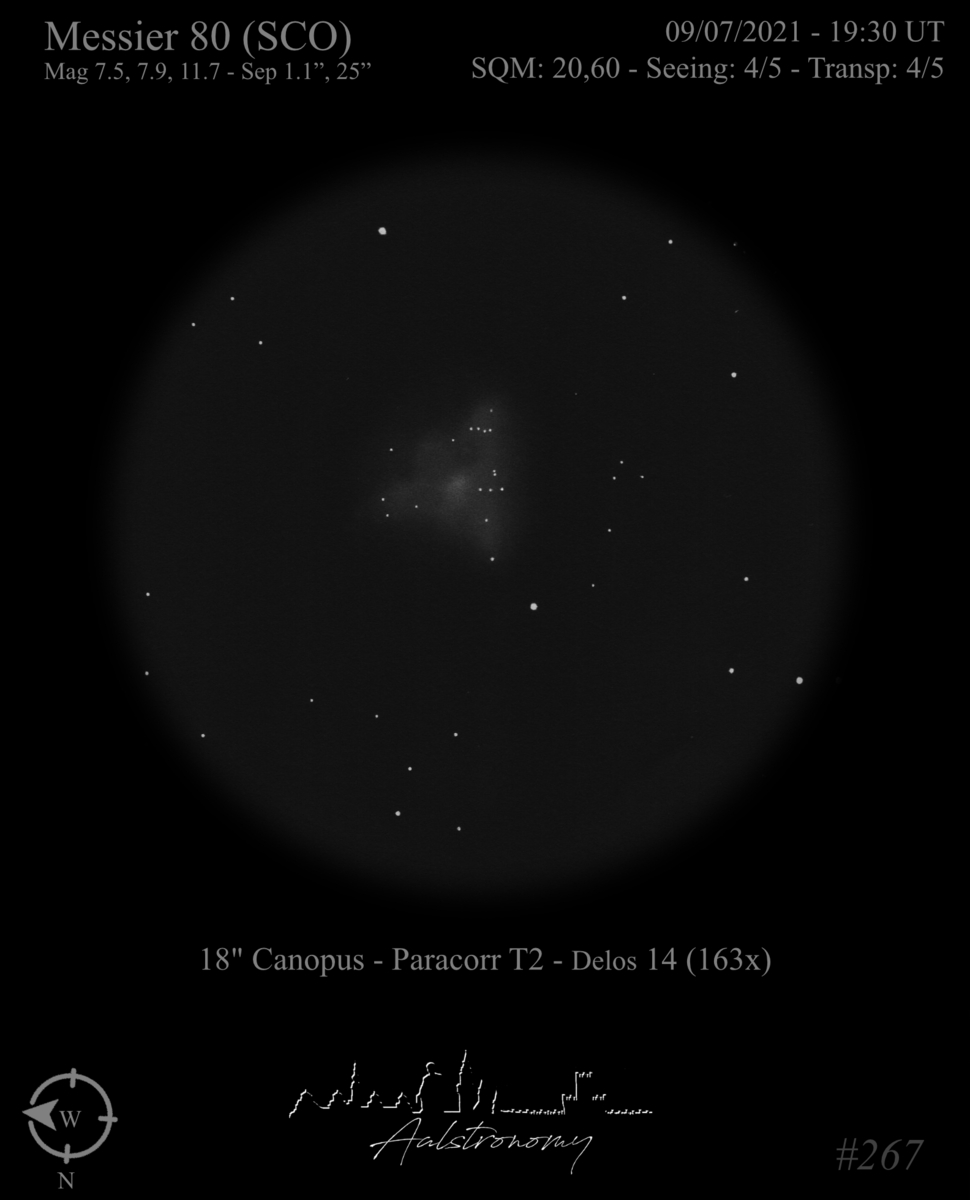 Messier 80 (SCO)
Mag 7.5, 7.9, 11.7 - Sep 1.1”, 25”
09/07/2021 - 19:30 UT
SQM: 20,60 - Seeing: 4/5 - Transp: 4/5
18" Canopus - Paracorr T2 - Delos 14 (163x)
W
N
Aalstronomy
#267